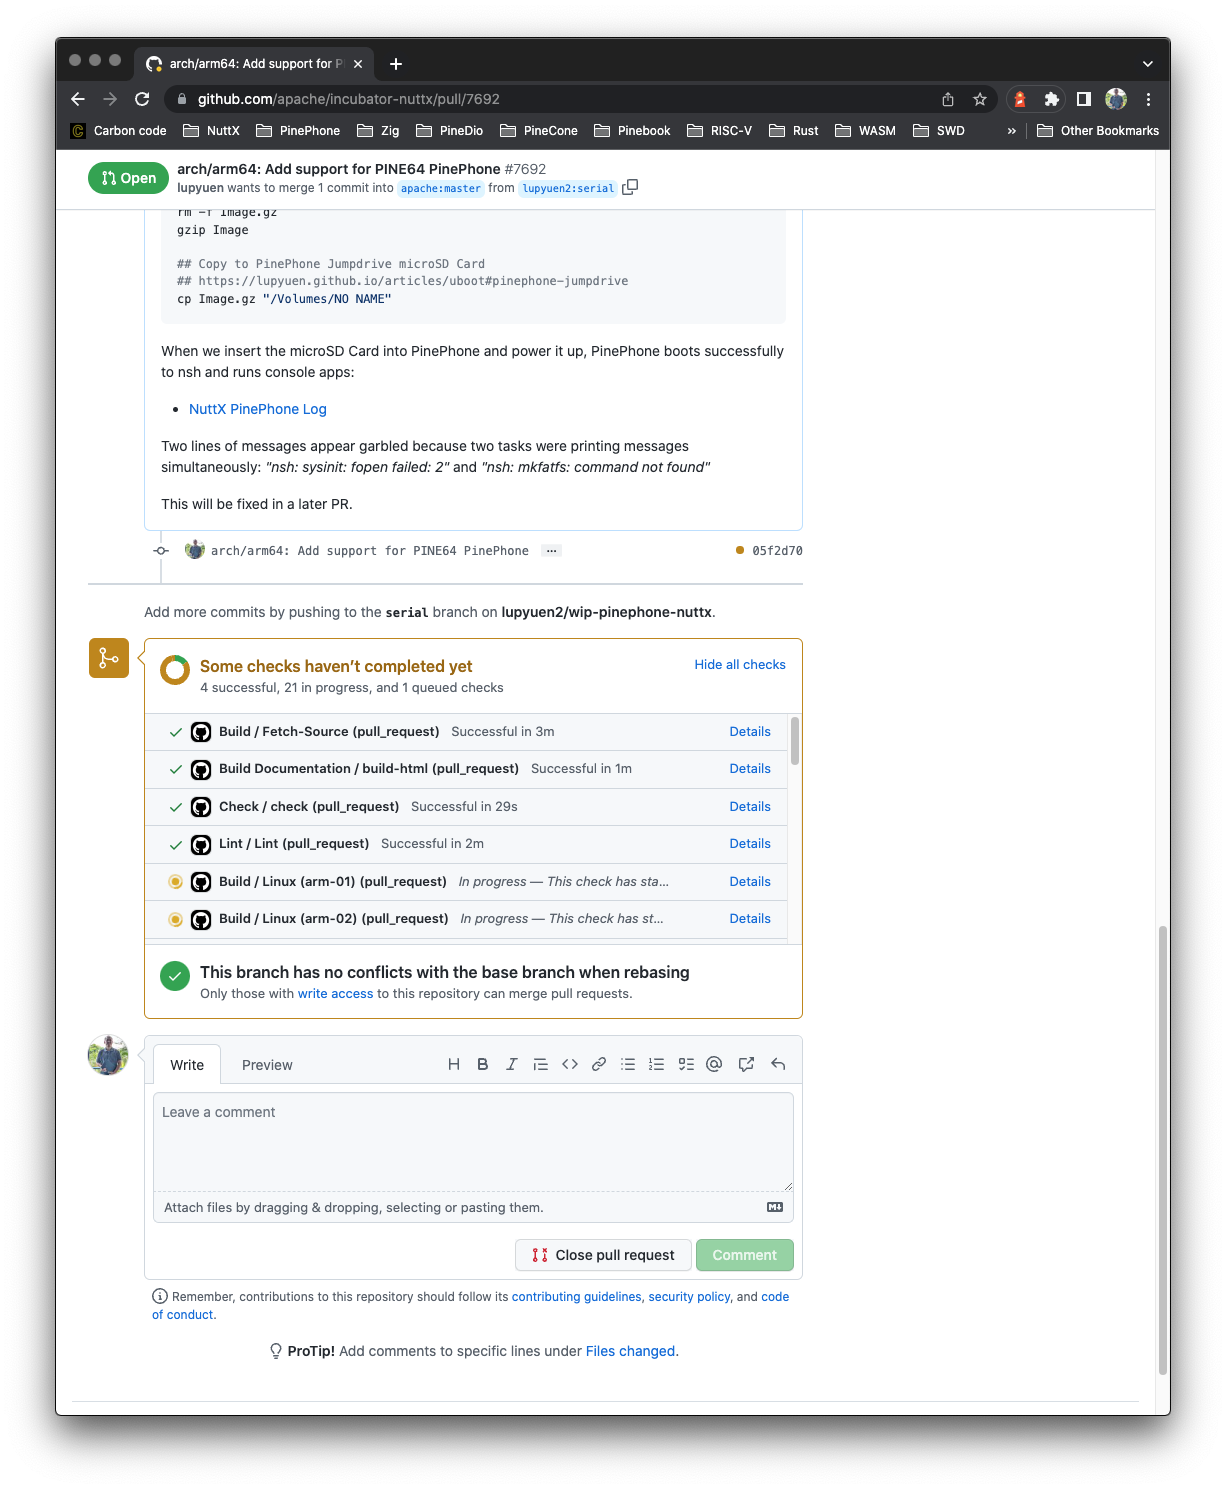 arch/arm64: Add support for P
github.com/apache/incubator-nuttx/pull/7692
Carbon code NuttX PinePhone Zig PineDio PineCone Pinebook RISC-V Rust WASM SWD » Other Bookmarks
Open
arch/arm64: Add support for PINE64 PinePhone #7692
lupyuen wants to merge 1 commit into apache:master from lupyuen2:serial
rm -f Image.gz
gzip Image
## Copy to PinePhone Jumpdrive microSD Card
## https://lupyuen.github.io/articles/uboot#pinephone-jumpdrive
cp Image.gz "/Volumes/NO NAME"
When we insert the microSD Card into PinePhone and power it up, PinePhone boots successfully
to nsh and runs console apps:
• NuttX PinePhone Log
Two lines of messages appear garbled because two tasks were printing messages
simultaneously: "nsh: sysinit: fopen failed: 2" and "nsh: mkfatfs: command not found"
This will be fixed in a later PR.
arch/arm64: Add support for PINE64 PinePhone ... 05f2d70
Add more commits by pushing to the serial branch on lupyuen2/wip-pinephone-nuttx.
Some checks haven't completed yet
Hide all checks
4 successful, 21 in progress, and 1 queued checks
Build / Fetch-Source (pull_request) Successful in 3m Details
Build Documentation / build-html (pull_request) Successful in 1m Details
Check / check (pull_request) Successful in 29s Details
Lint / Lint (pull_request) Successful in 2m Details
Build / Linux (arm-01) (pull_request) In progress — This check has sta... Details
Build / Linux (arm-02) (pull_request) In progress — This check has st... Details
This branch has no conflicts with the base branch when rebasing
Only those with write access to this repository can merge pull requests.
Write Preview
Leave a comment
Attach files by dragging & dropping, selecting or pasting them.
Close pull request Comment
Remember, contributions to this repository should follow its contributing guidelines, security policy, and code
of conduct.
ProTip! Add comments to specific lines under Files changed.